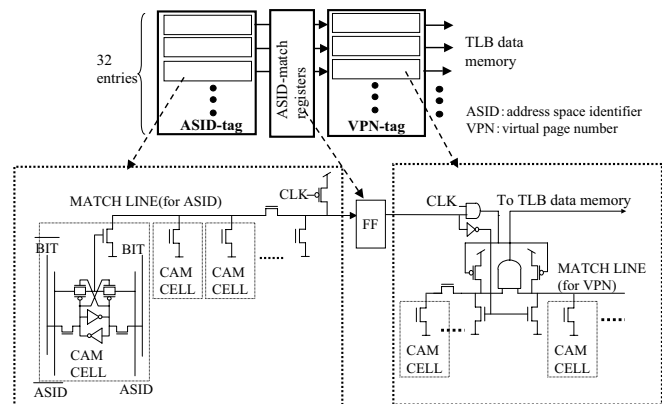 32
entries
ASID-tag
ASID-match
registers
VPN-tag
TLB data
memory
ASID : address space identifier
VPN : virtual page number
MATCH LINE(for ASID)
CLK
FF
BIT
BIT
CAM
CELL
CAM
CELL
CAM
CELL
ASID
ASID
CLK
To TLB data memory
MATCH LINE
(for VPN)
CAM
CELL
CAM
CELL